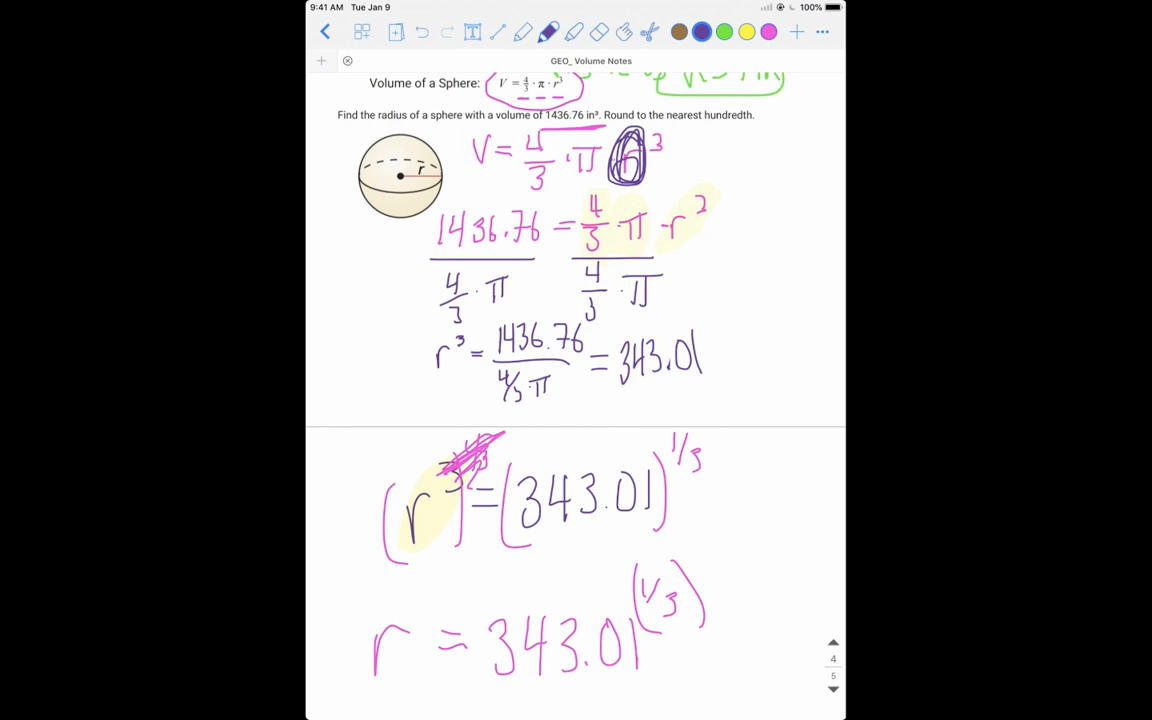 9:41 AM Tue Jan 9 100%
GEO_ Volume Notes
Volume of a Sphere: V = 4/3 · π · r³
Find the radius of a sphere with a volume of 1436.76 in³. Round to the nearest hundredth.
r
V = 4/3 · π r 3
1436.76 = 4/3 · π · r²
4/3 · π 4/3 · π
r³ = 1436.76 / 4/3 · π = 343.01
(r³) = (343.01)^1/3
r = 343.01^(1/3)
4
5